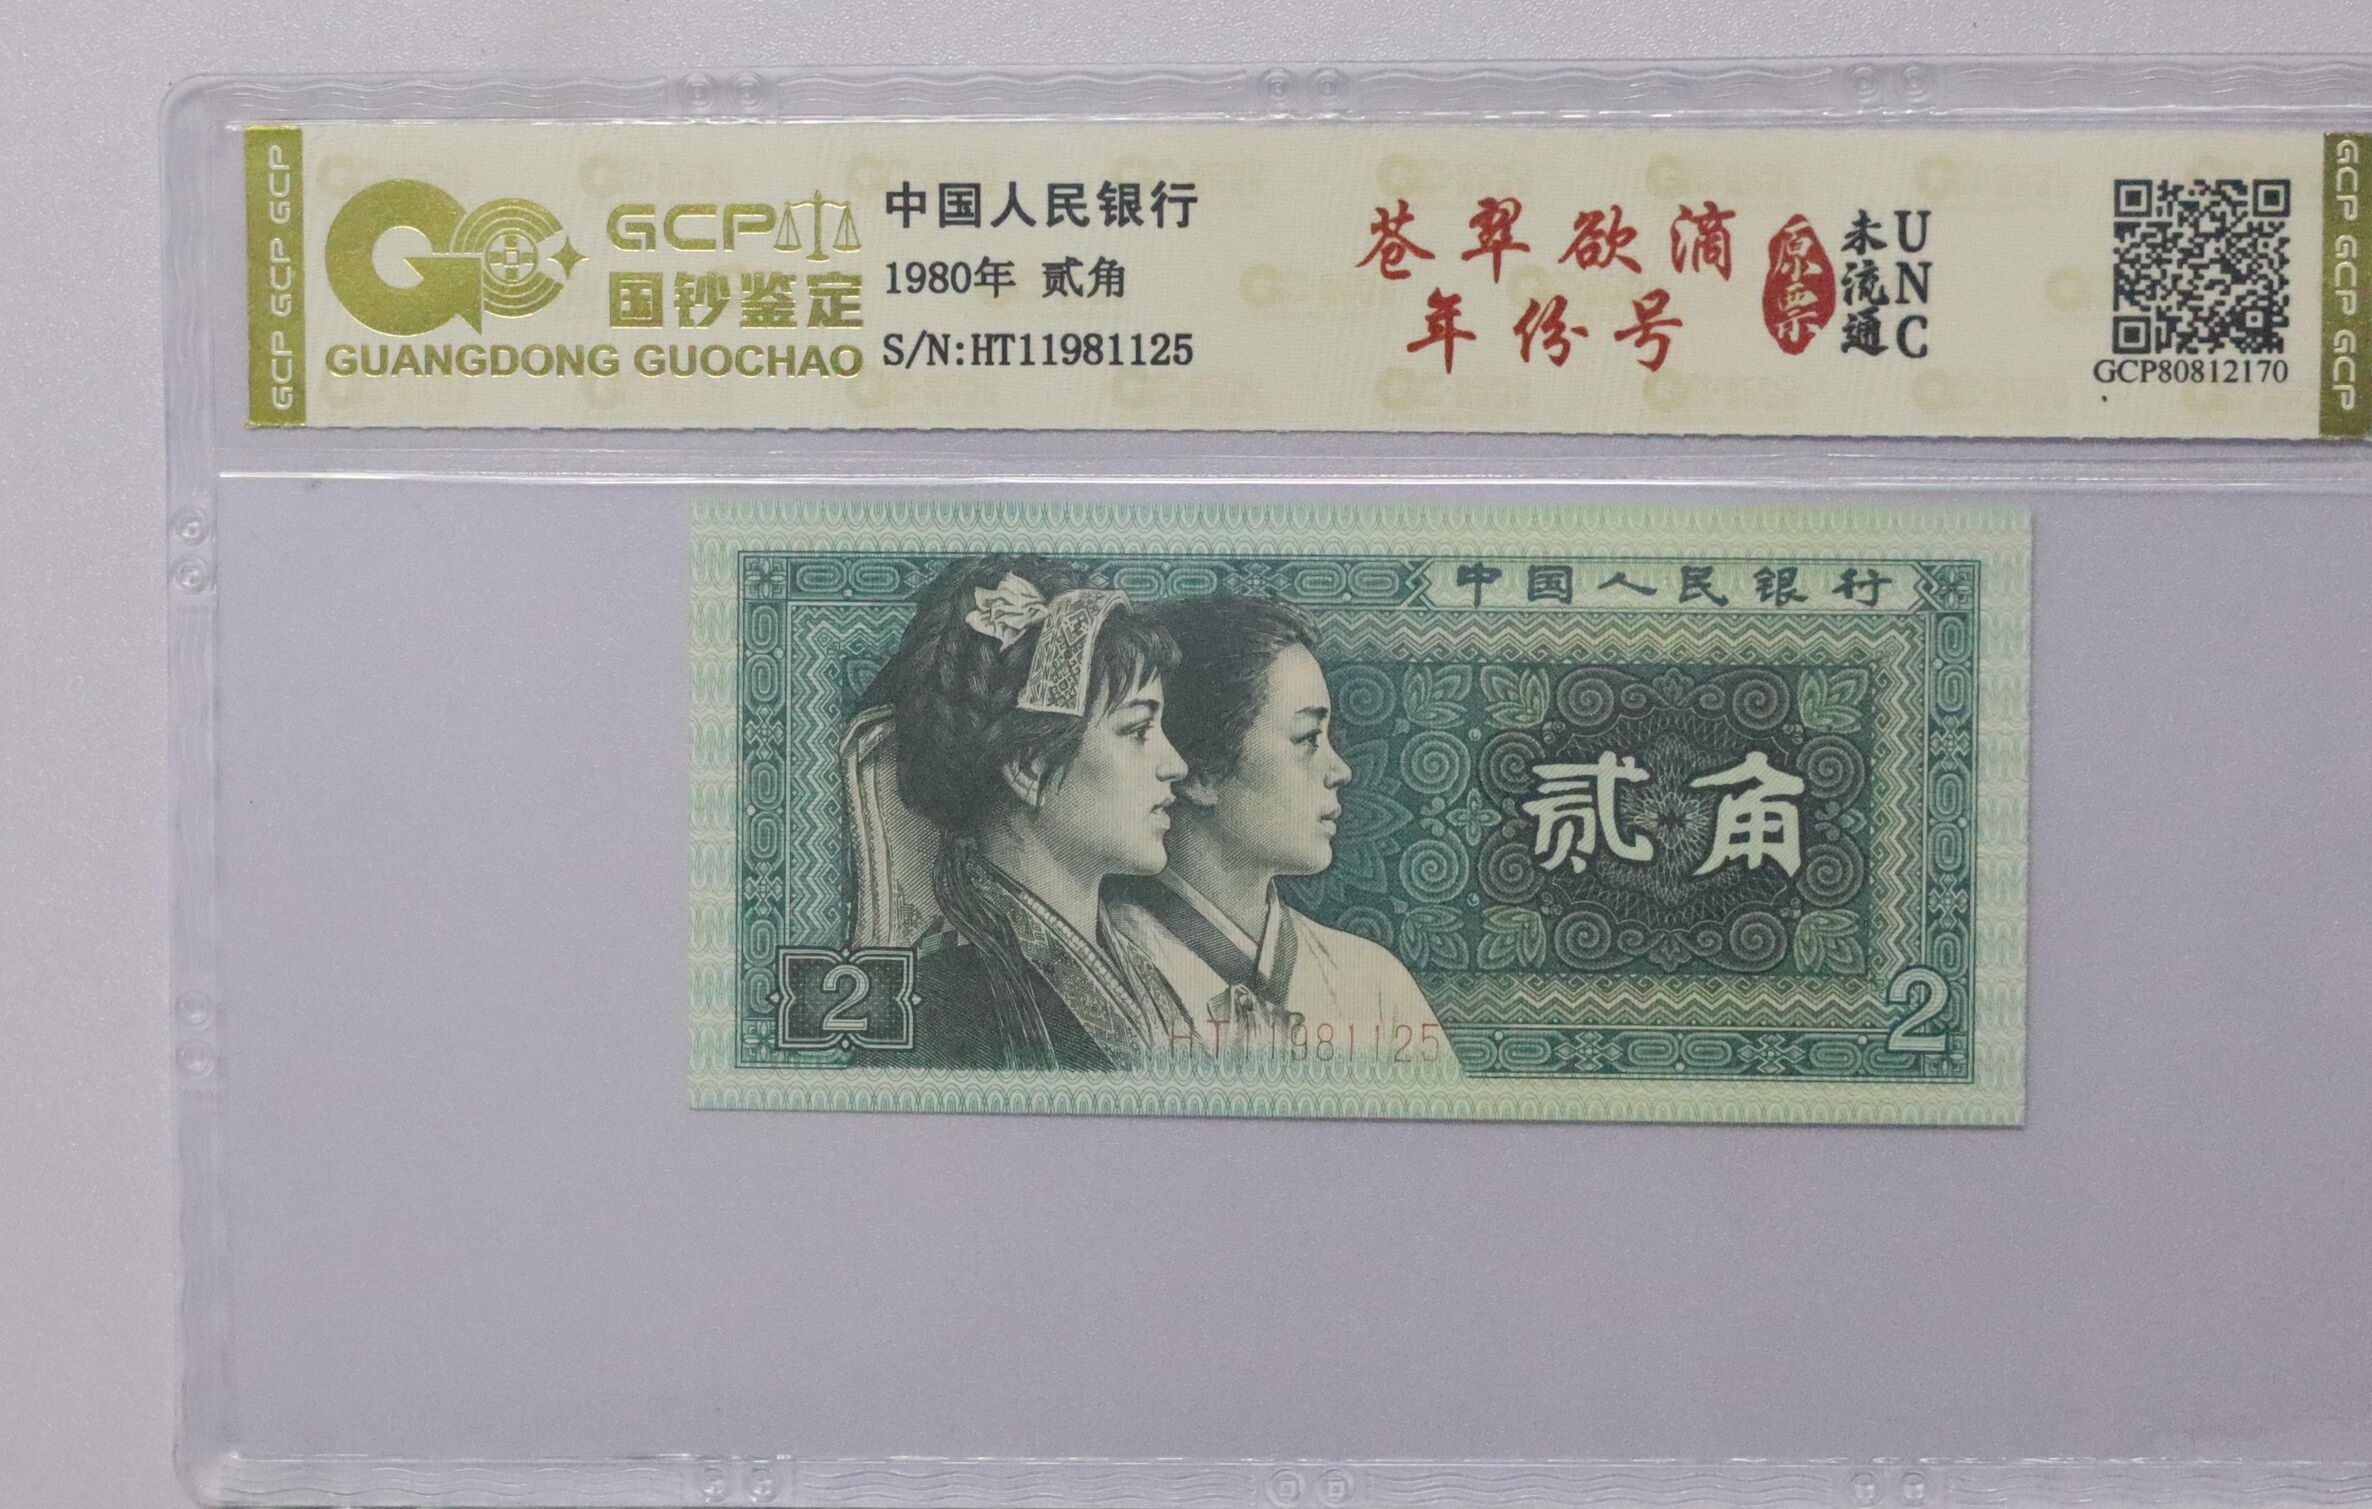 GCP GCP GCP
GCP
国钞鉴定
GUANGDONG GUOCHAO
中国人民银行
1980年 贰角
S/N:HT11981125
苍翠欲滴
年份号
原票
未流通
UNC
GCP80812170
GCP GCP GCP
中国人民银行
贰角
2
HT11981125
2